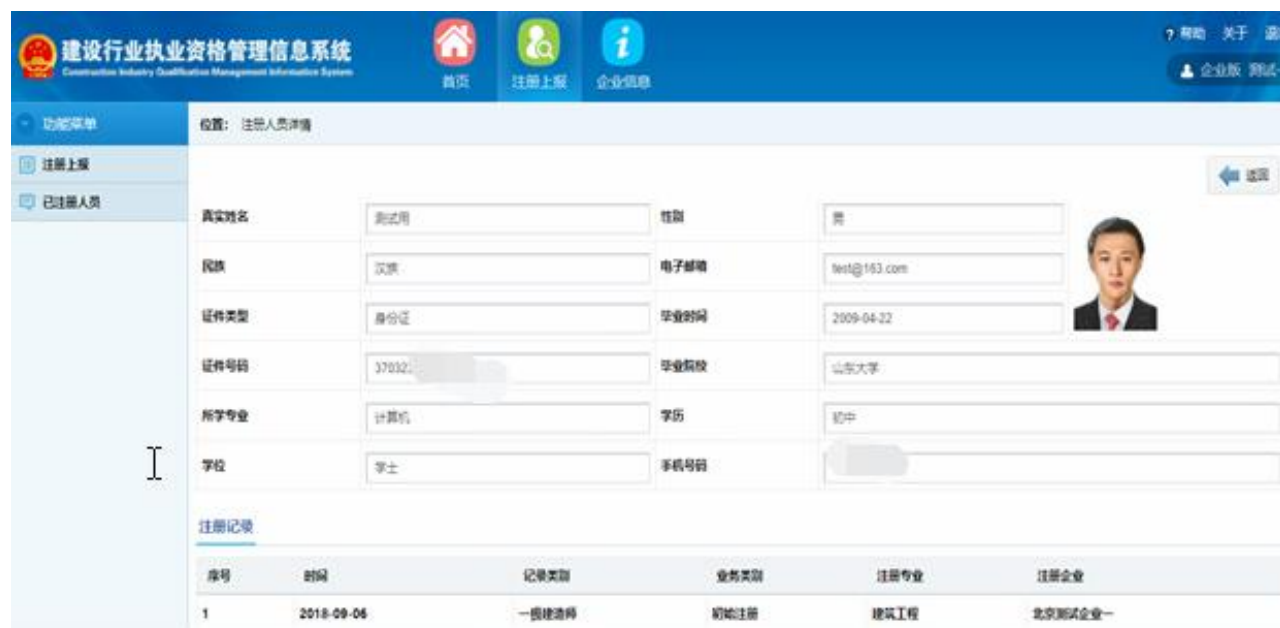 建设行业执业资格管理信息系统
Construction Industry Qualification Management Information System
首页
注册上报
企业信息
? 帮助 关于
企业版 测试
功能菜单
注册上报
已注册人员
位置： 注册人员详情
返回
真实姓名 测试用 性别 男
民族 汉族 电子邮箱 test@163.com
证件类型 身份证 毕业时间 2009-04-22
证件号码 37032 毕业院校 山东大学
所学专业 计算机 学历 初中
学位 学士 手机号码
注册记录
序号 时间 记录类别 业务类别 注册专业 注册企业
1 2018-09-06 一级建造师 初始注册 建筑工程 北京测试企业一